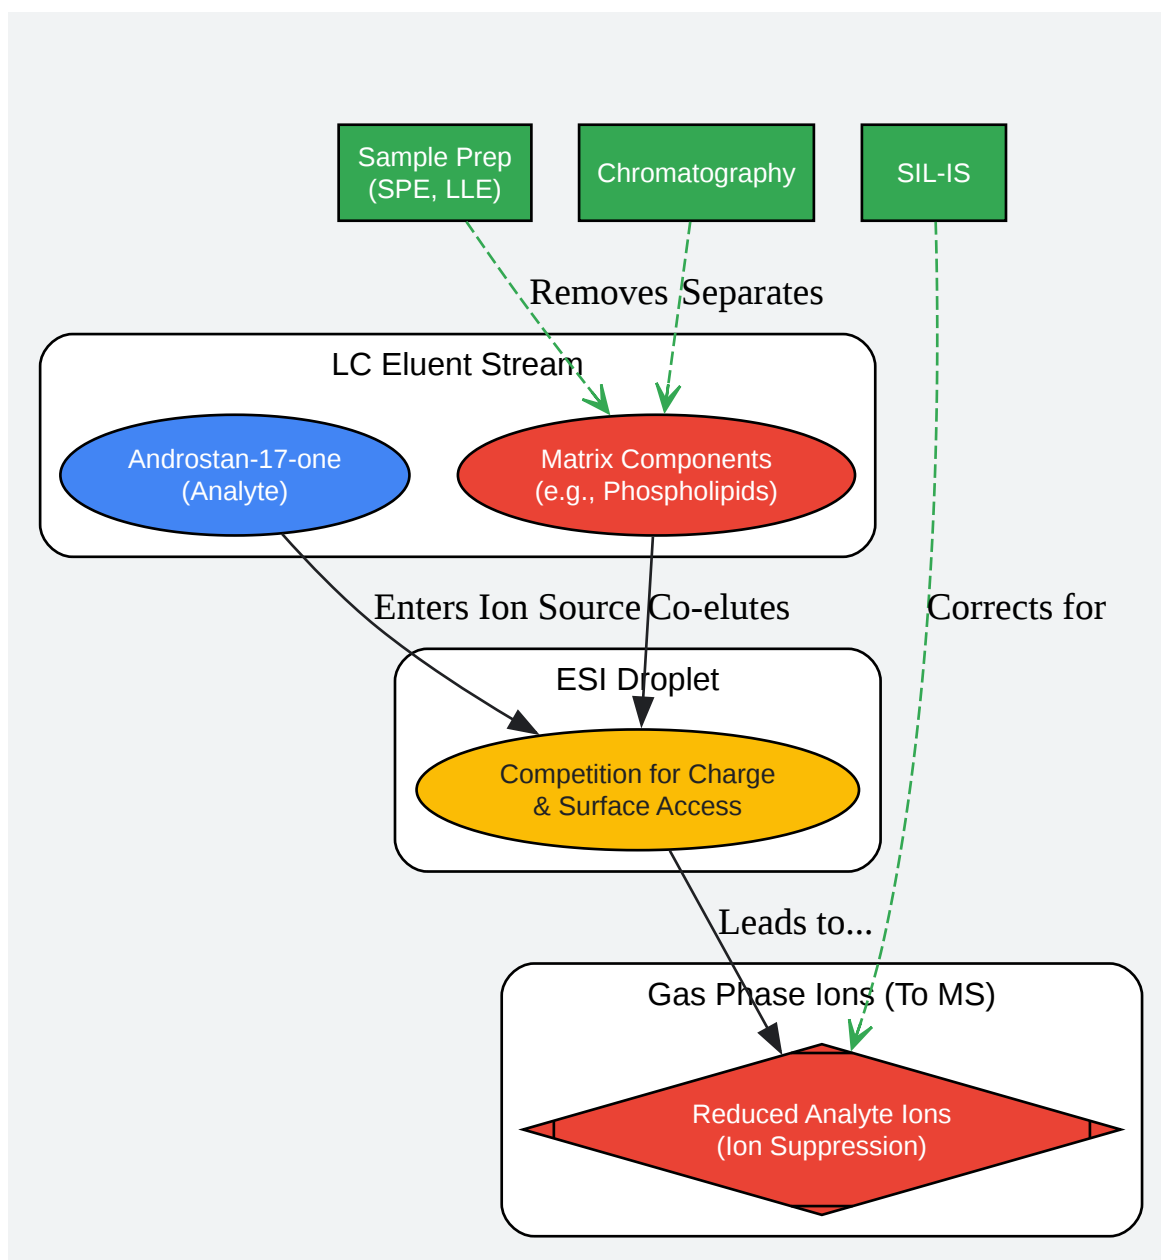 Sample Prep
(SPE, LLE)
Chromatography
SIL-IS
Removes
Separates
LC Eluent Stream
Androstan-17-one
(Analyte)
Matrix Components
(e.g., Phospholipids)
Enters Ion Source
Co-elutes
Corrects for
ESI Droplet
Competition for Charge
& Surface Access
Leads to...
Gas Phase Ions (To MS)
Reduced Analyte Ions
(Ion Suppression)